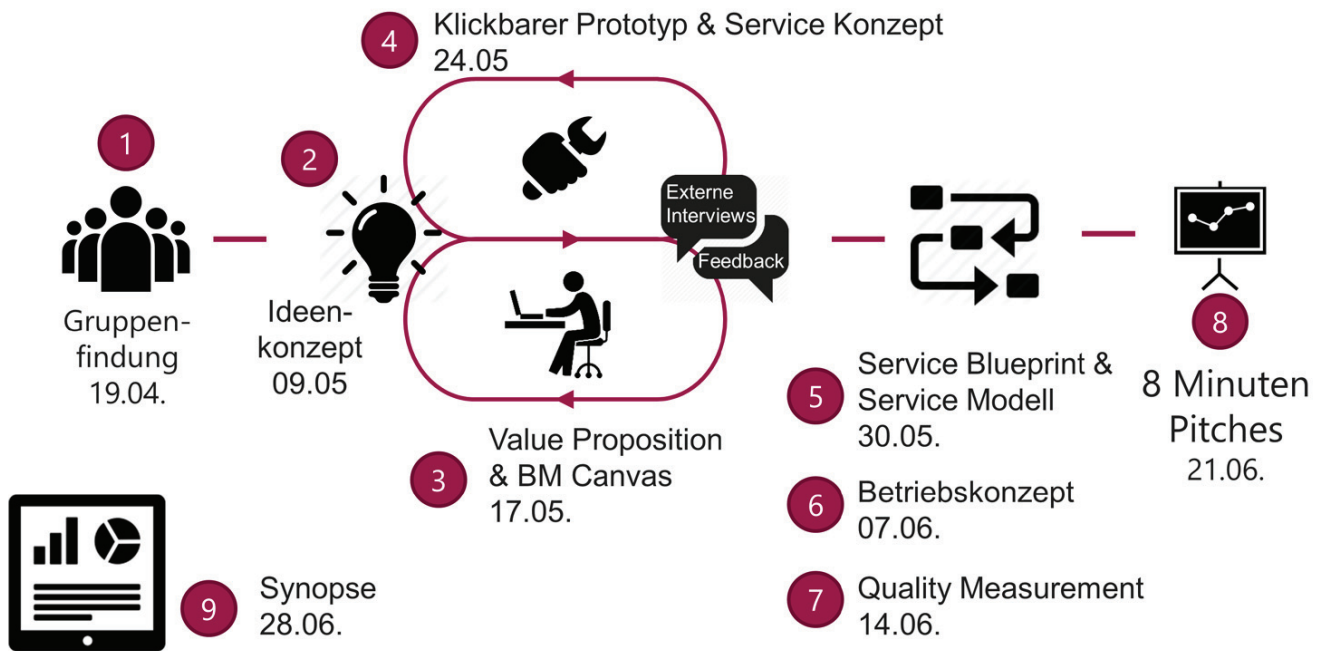 1
Gruppen-
findung
19.04.
2
Ideen-
konzept
09.05
3
Value Proposition
& BM Canvas
17.05.
4
Klickbarer Prototyp & Service Konzept
24.05
Externe
Interviews
Feedback
5
Service Blueprint &
Service Modell
30.05.
6
Betriebskonzept
07.06.
7
Quality Measurement
14.06.
8
8 Minuten
Pitches
21.06.
9
Synopse
28.06.